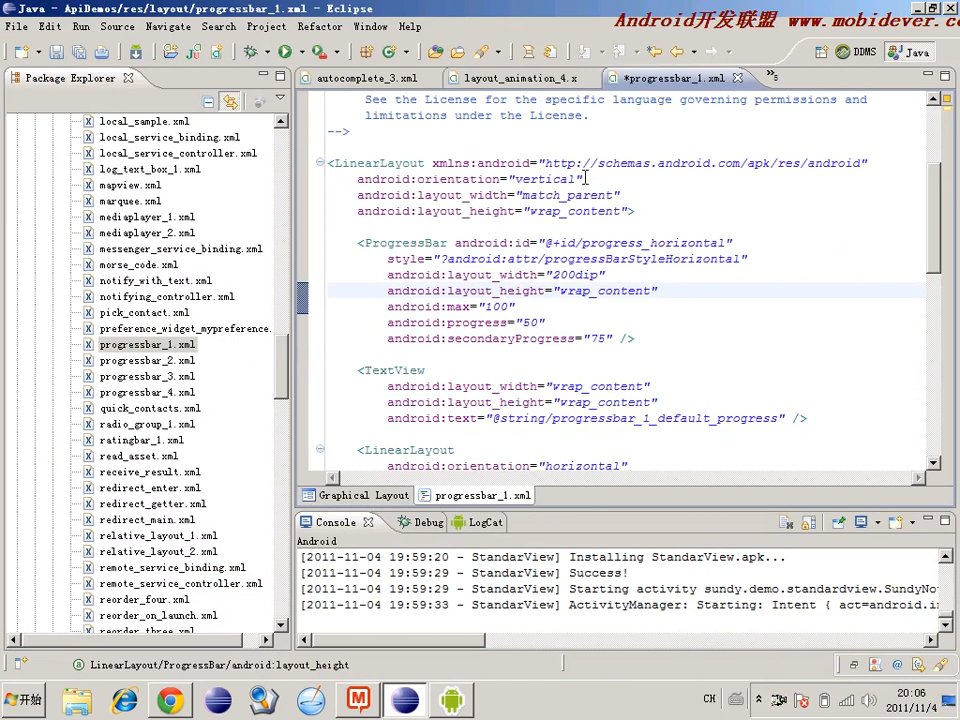 Java - ApiDemos/res/layout/progressbar_1.xml - Eclipse
Android开发联盟 www.mobidever.com
File Edit Run Source Navigate Search Project Refactor Window Help
DDMS Java
Package Explorer
autocomplete_3.xml layout_animation_4.x *progressbar_1.xml »5
local_sample.xml
local_service_binding.xml
local_service_controller.xml
log_text_box_1.xml
mapview.xml
marquee.xml
mediaplayer_1.xml
mediaplayer_2.xml
messenger_service_binding.xml
morse_code.xml
notify_with_text.xml
notifying_controller.xml
pick_contact.xml
preference_widget_mypreference.
progressbar_1.xml
progressbar_2.xml
progressbar_3.xml
progressbar_4.xml
quick_contacts.xml
radio_group_1.xml
ratingbar_1.xml
read_asset.xml
receive_result.xml
redirect_enter.xml
redirect_getter.xml
redirect_main.xml
relative_layout_1.xml
relative_layout_2.xml
remote_service_binding.xml
remote_service_controller.xml
reorder_four.xml
reorder_on_launch.xml
reorder_three.xml
See the License for the specific language governing permissions and
limitations under the License.
-->
<LinearLayout xmlns:android="http://schemas.android.com/apk/res/android"
android:orientation="vertical"
android:layout_width="match_parent"
android:layout_height="wrap_content">
<ProgressBar android:id="@+id/progress_horizontal"
style="?android:attr/progressBarStyleHorizontal"
android:layout_width="200dip"
android:layout_height="wrap_content"
android:max="100"
android:progress="50"
android:secondaryProgress="75" />
<TextView
android:layout_width="wrap_content"
android:layout_height="wrap_content"
android:text="@string/progressbar_1_default_progress" />
<LinearLayout
android:orientation="horizontal"
Graphical Layout progressbar_1.xml
Console Debug LogCat
Android
[2011-11-04 19:59:20 - StandarView] Installing StandarView.apk...
[2011-11-04 19:59:29 - StandarView] Success!
[2011-11-04 19:59:29 - StandarView] Starting activity sundy.demo.standardview.SundyNo
[2011-11-04 19:59:33 - StandarView] ActivityManager: Starting: Intent { act=android.i
LinearLayout/ProgressBar/android:layout_height
开始
CH
20:06
2011/11/4